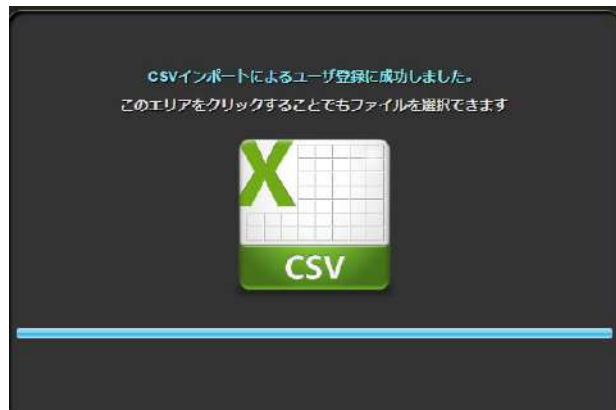 CSVインポートによるユーザ登録に成功しました。
このエリアをクリックすることでもファイルを選択できます
X
CSV